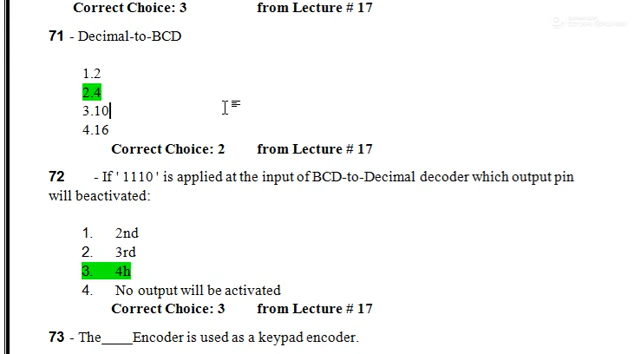 Correct Choice: 3 from Lecture # 17
71 - Decimal-to-BCD
1.2
2.4
3.10
4.16
Correct Choice: 2 from Lecture # 17
72 - If ' 1110 ' is applied at the input of BCD-to-Decimal decoder which output pin
will beactivated:
1. 2nd
2. 3rd
3. 4h
4. No output will be activated
Correct Choice: 3 from Lecture # 17
73 - The____Encoder is used as a keypad encoder.